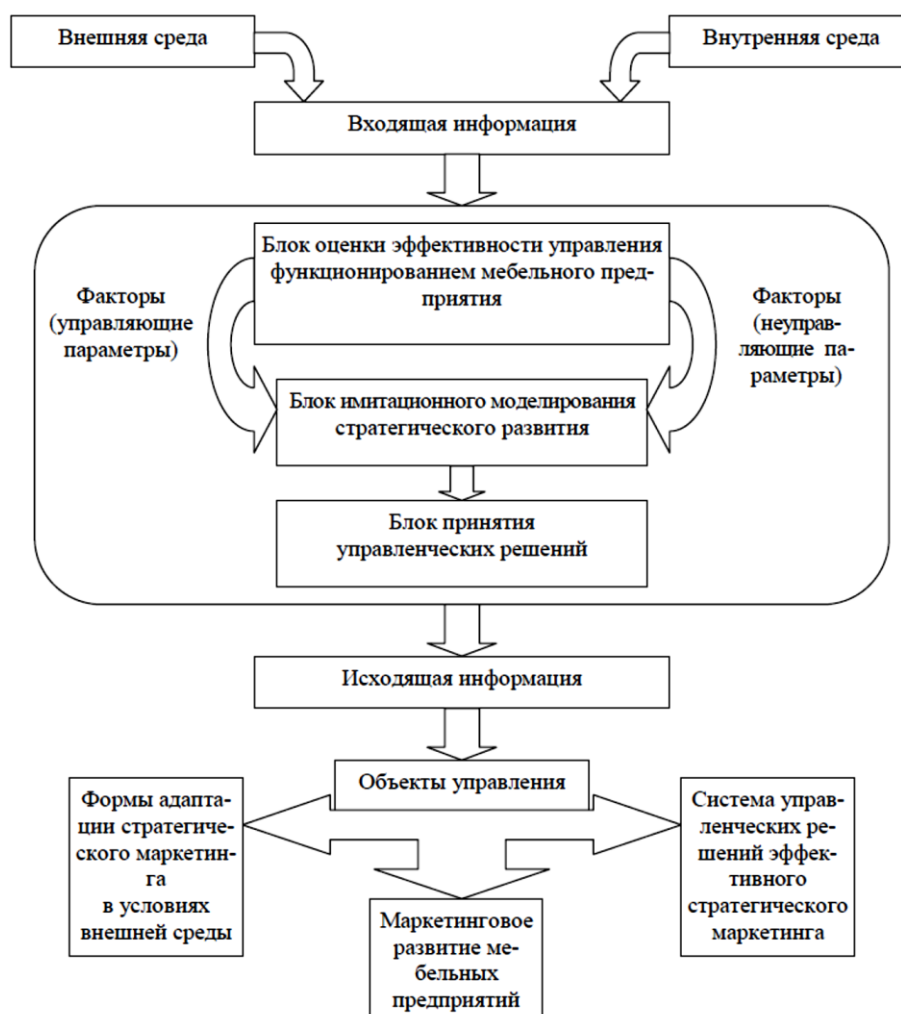 Внешняя среда
Внутренняя среда
Входящая информация
Блок оценки эффективности управления
функционированием мебельного пред-
приятия
Факторы
(управляющие
параметры)
Факторы
(неуправ-
ляющие па-
раметры)
Блок имитационного моделирования
стратегического развития
Блок принятия
управленческих решений
Исходящая информация
Объекты управления
Формы адапта-
ции стратегиче-
ского маркетин-
га
в условиях
внешней среды
Маркетинговое
развитие ме-
бельных
предприятий
Система управ-
ленческих ре-
шений эффек-
тивного
стратегического
маркетинга